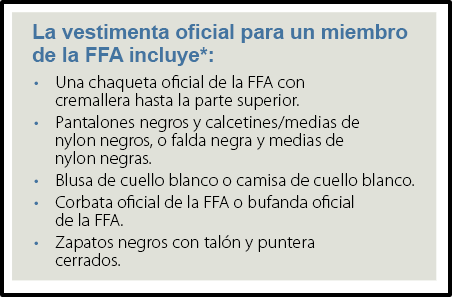 La vestimenta oficial para un miembro
de la FFA incluye*:
• Una chaqueta oficial de la FFA con
cremallera hasta la parte superior.
• Pantalones negros y calcetines/medias de
nylon negros, o falda negra y medias de
nylon negras.
• Blusa de cuello blanco o camisa de cuello blanco.
• Corbata oficial de la FFA o bufanda oficial
de la FFA.
• Zapatos negros con talón y puntera
cerrados.